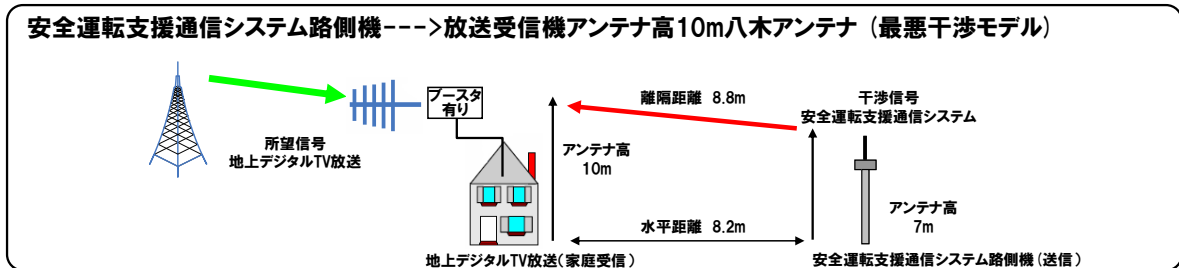 安全運転支援通信システム路側機--->放送受信機アンテナ高10m八木アンテナ (最悪干渉モデル)
ブースタ
有り
離隔距離 8.8m
干渉信号
安全運転支援通信システム
所望信号
地上デジタルTV放送
アンテナ高
10m
アンテナ高
7m
水平距離 8.2m
地上デジタルTV放送(家庭受信)
安全運転支援通信システム路側機(送信)